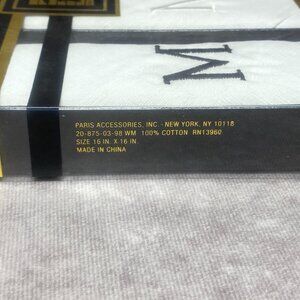 M
PARIS ACCESSORIES, INC. · NEW YORK, NY 10118
20-875-03-98 WM 100% COTTON RN13960
SIZE 16 IN. X 16 IN.
MADE IN CHINA